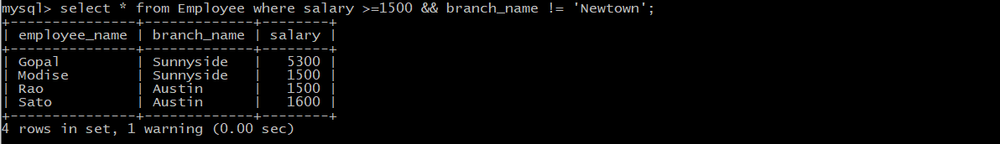 mysql> select * from Employee where salary >=1500 && branch_name != 'Newtown';
+---------------+-------------+--------+
| employee_name | branch_name | salary |
+---------------+-------------+--------+
| Gopal         | Sunnyside   |   5300 |
| Modise        | Sunnyside   |   1500 |
| Rao           | Austin      |   1500 |
| Sato          | Austin      |   1600 |
+---------------+-------------+--------+
4 rows in set, 1 warning (0.00 sec)